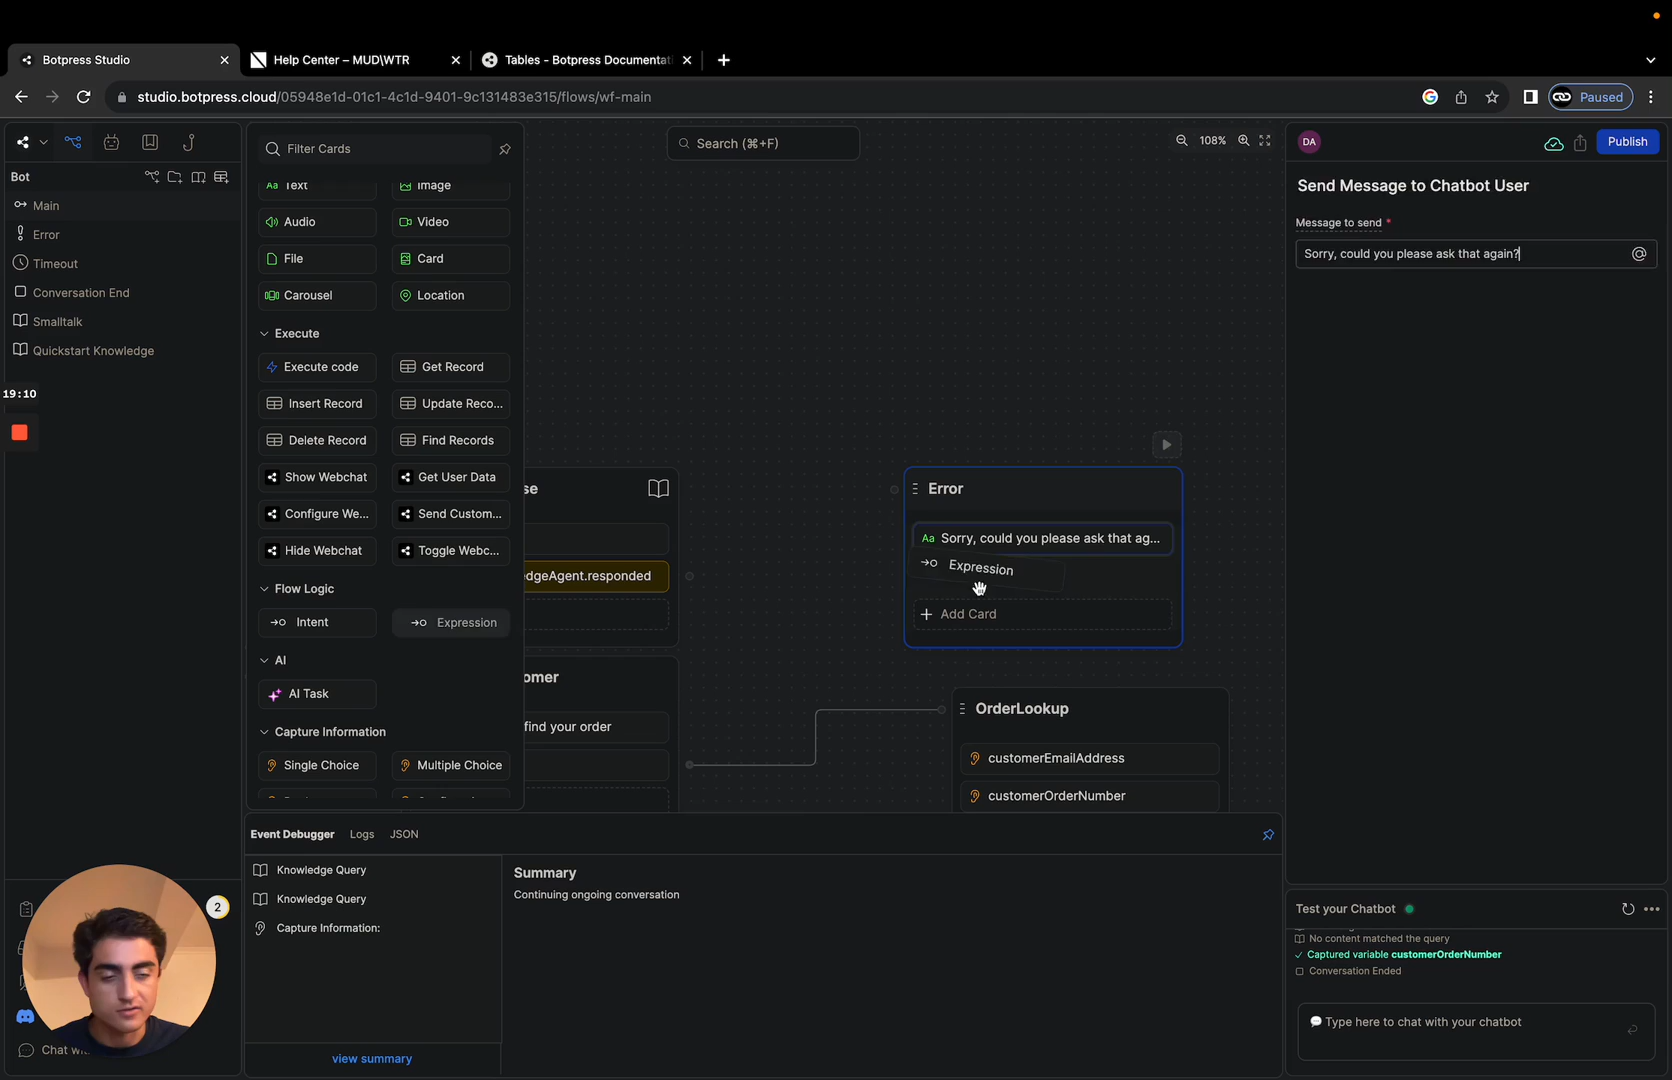 Botpress Studio
Help Center – MUD\WTR
Tables - Botpress Documentat
studio.botpress.cloud/05948e1d-01c1-4c1d-9401-9c131483e315/flows/wf-main
Paused
Filter Cards
Search (⌘+F)
108%
DA
Publish
Bot
Main
Error
Timeout
Conversation End
Smalltalk
Quickstart Knowledge
19:10
Aa Text
Image
Audio
Video
File
Card
Carousel
Location
Execute
Execute code
Get Record
Insert Record
Update Reco...
Delete Record
Find Records
Show Webchat
Get User Data
Configure We...
Send Custom...
Hide Webchat
Toggle Webc...
Flow Logic
Intent
Expression
AI
AI Task
Capture Information
Single Choice
Multiple Choice
se
edgeAgent.responded
omer
find your order
Error
Aa Sorry, could you please ask that ag...
Expression
+ Add Card
OrderLookup
customerEmailAddress
customerOrderNumber
Send Message to Chatbot User
Message to send *
Sorry, could you please ask that again?
Event Debugger
Logs
JSON
Knowledge Query
Knowledge Query
Capture Information:
view summary
Summary
Continuing ongoing conversation
2
Chat
Test your Chatbot
No content matched the query
Captured variable customerOrderNumber
Conversation Ended
Type here to chat with your chatbot